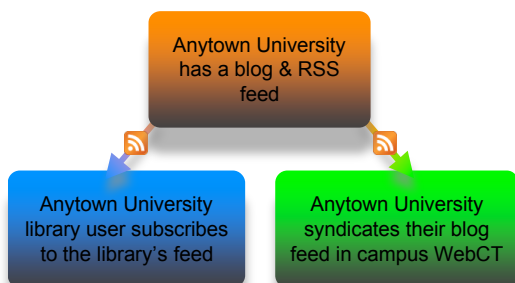 Anytown University
has a blog & RSS
feed
Anytown University
library user subscribes
to the library’s feed
Anytown University
syndicates their blog
feed in campus WebCT